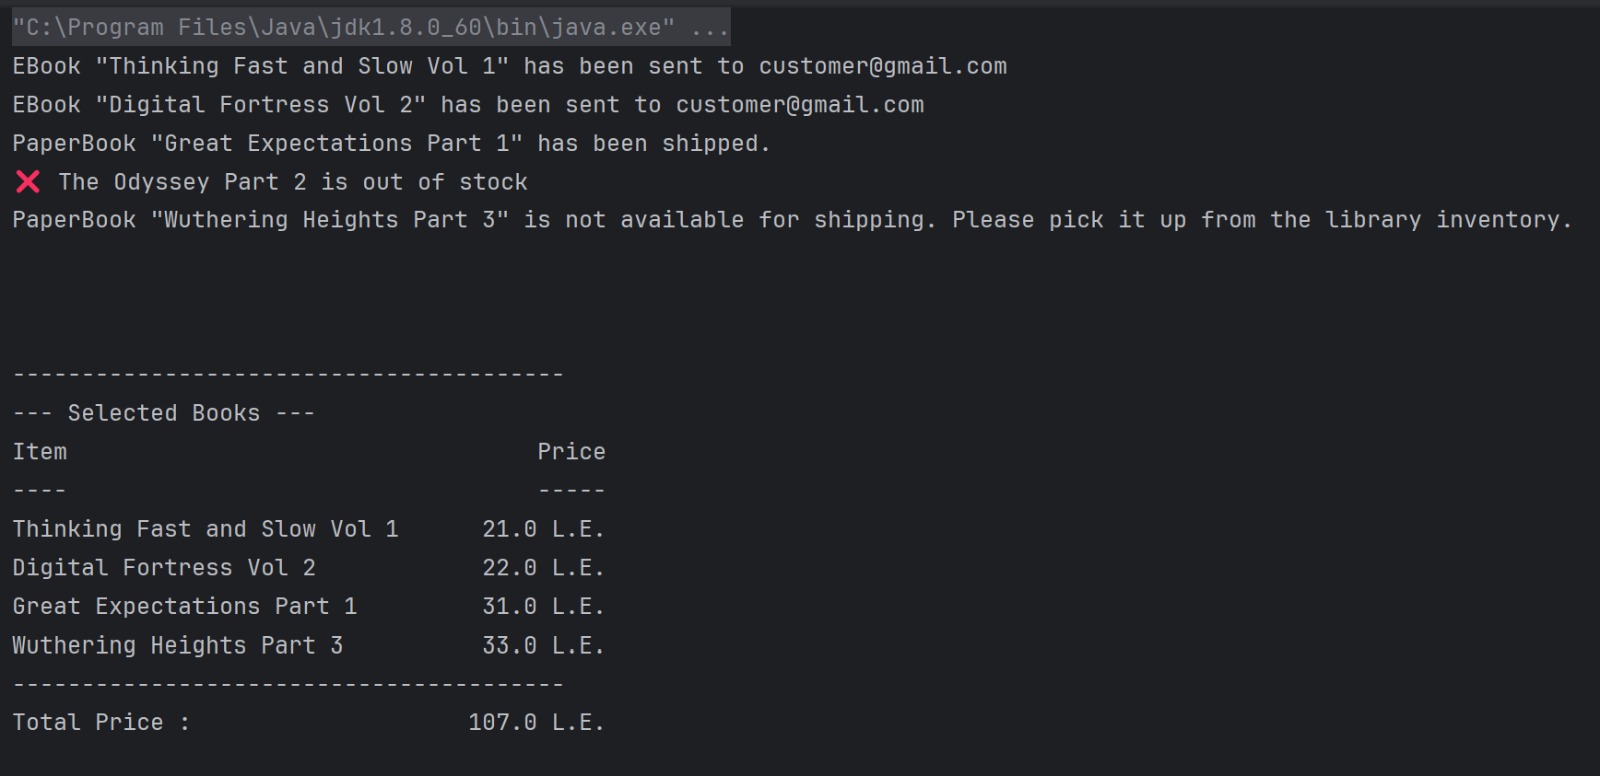 "C:\Program Files\Java\jdk1.8.0_60\bin\java.exe" ...
EBook "Thinking Fast and Slow Vol 1" has been sent to customer@gmail.com
EBook "Digital Fortress Vol 2" has been sent to customer@gmail.com
PaperBook "Great Expectations Part 1" has been shipped.
❌ The Odyssey Part 2 is out of stock
PaperBook "Wuthering Heights Part 3" is not available for shipping. Please pick it up from the library inventory.
----------------------------------------
--- Selected Books ---
Item                                  Price
----                                  -----
Thinking Fast and Slow Vol 1      21.0 L.E.
Digital Fortress Vol 2            22.0 L.E.
Great Expectations Part 1         31.0 L.E.
Wuthering Heights Part 3          33.0 L.E.
----------------------------------------
Total Price :                    107.0 L.E.